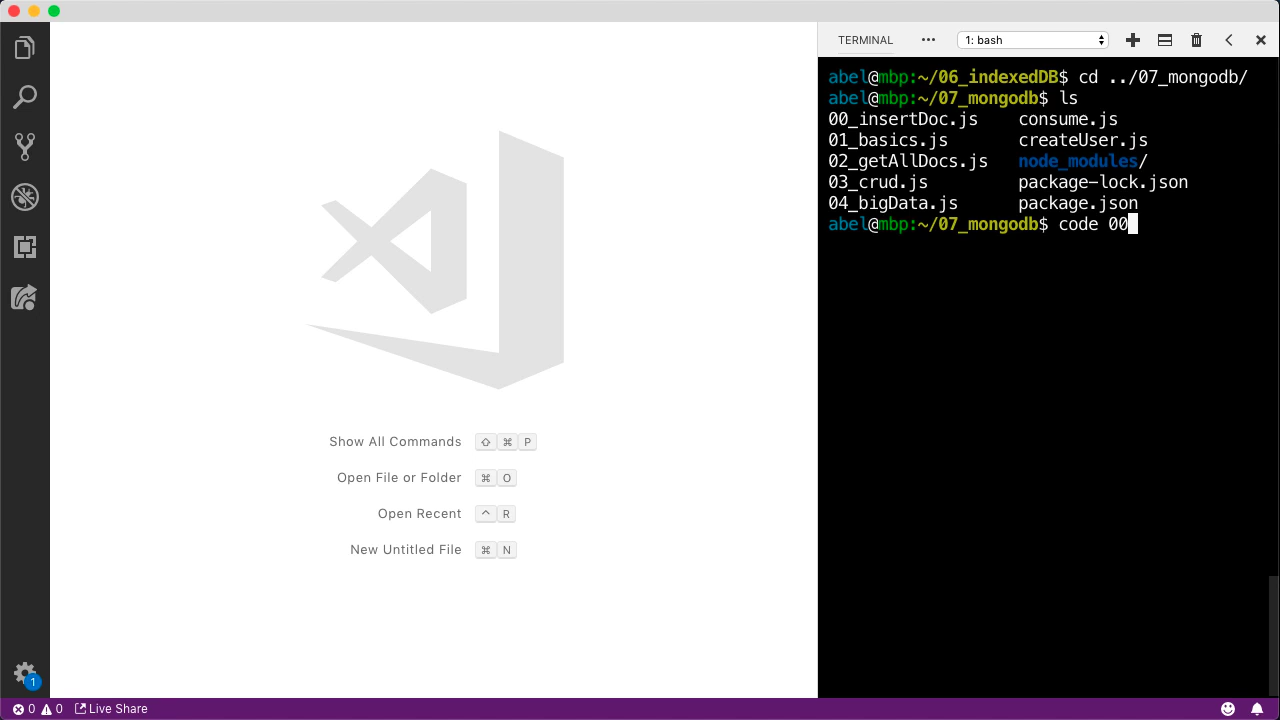 TERMINAL ... 1: bash
abel@mbp:~/06_indexedDB$ cd ../07_mongodb/
abel@mbp:~/07_mongodb$ ls
00_insertDoc.js consume.js
01_basics.js createUser.js
02_getAllDocs.js node_modules/
03_crud.js package-lock.json
04_bigData.js package.json
abel@mbp:~/07_mongodb$ code 00
Show All Commands ⇧ ⌘ P
Open File or Folder ⌘ O
Open Recent ^ R
New Untitled File ⌘ N
1
0 0 Live Share